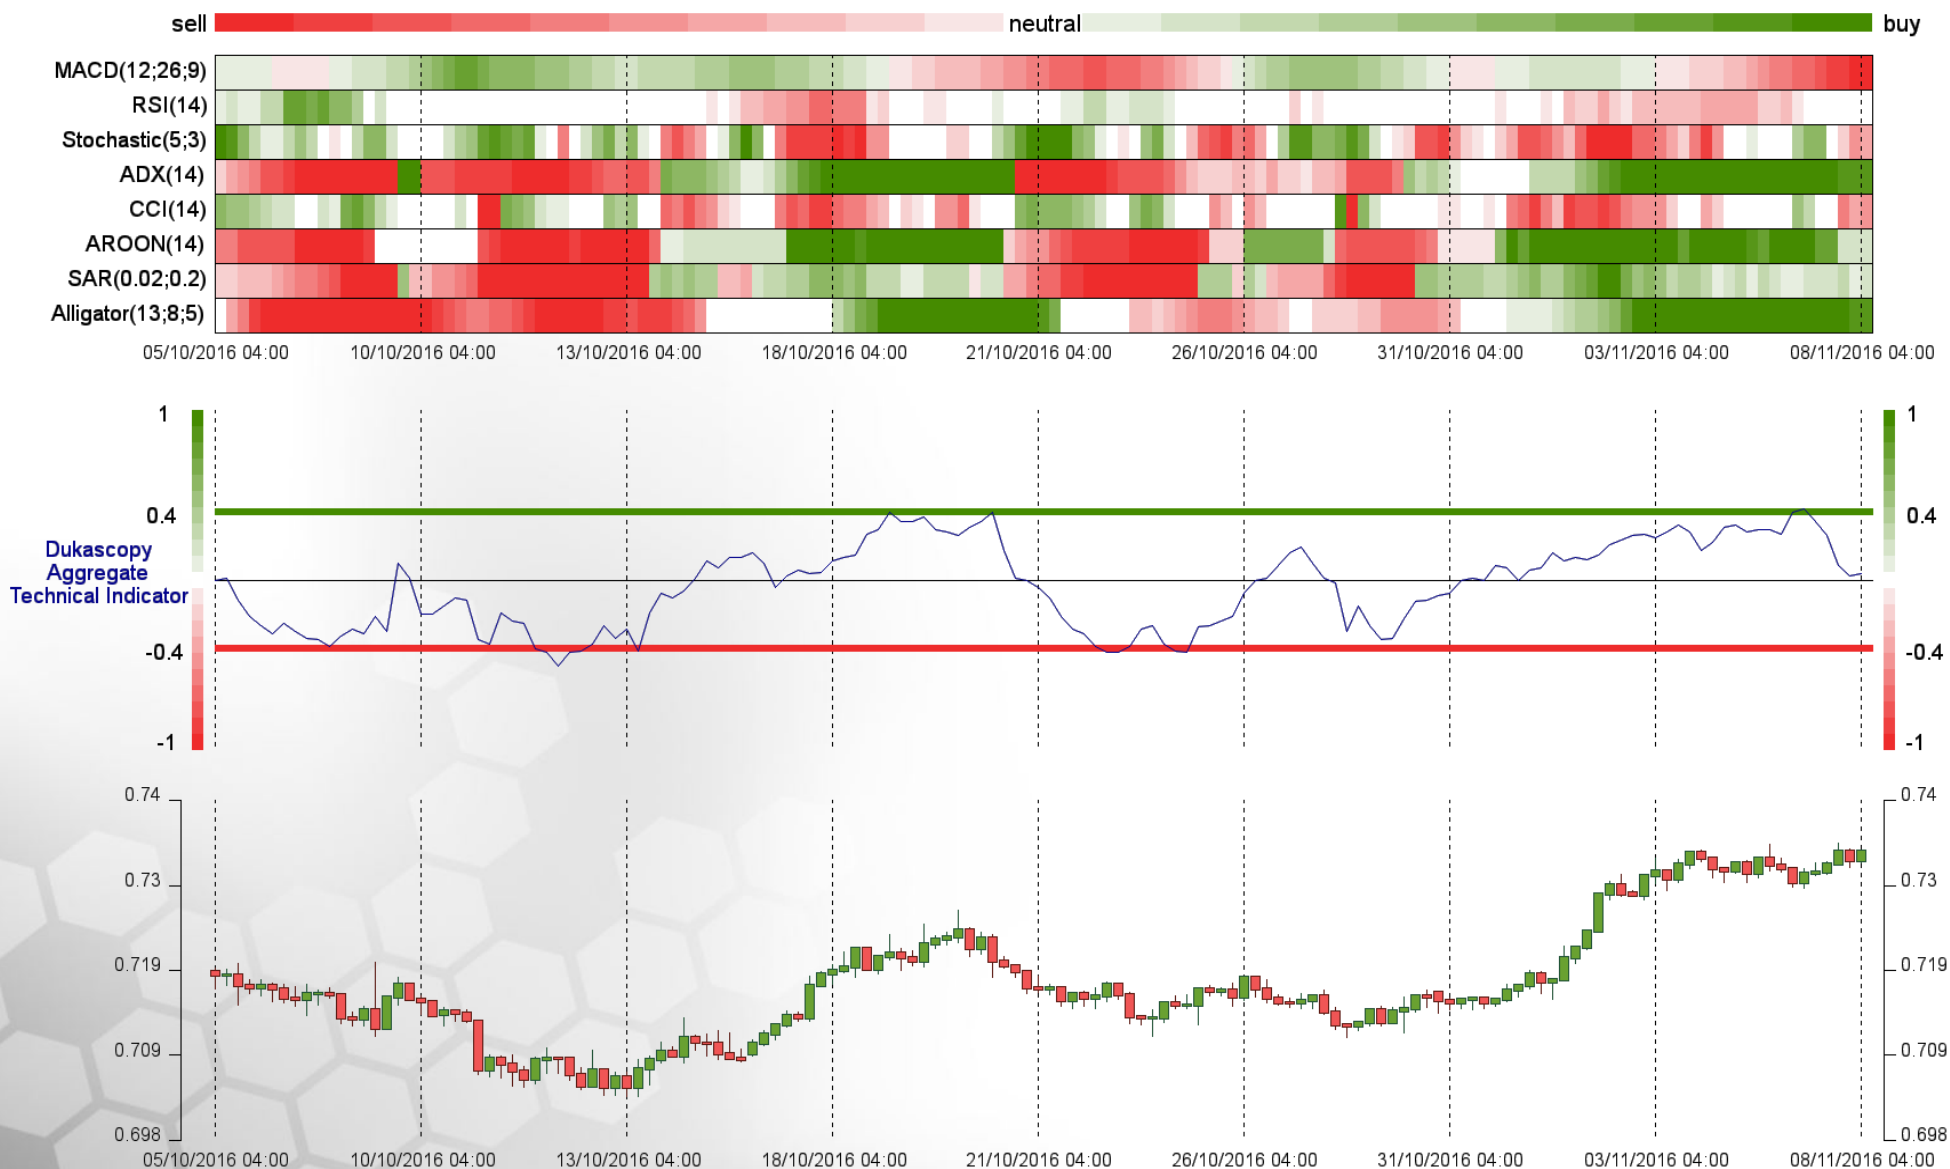 sell neutral buy
MACD(12;26;9)
RSI(14)
Stochastic(5;3)
ADX(14)
CCI(14)
AROON(14)
SAR(0.02;0.2)
Alligator(13;8;5)
05/10/2016 04:00 10/10/2016 04:00 13/10/2016 04:00 18/10/2016 04:00 21/10/2016 04:00 26/10/2016 04:00 31/10/2016 04:00 03/11/2016 04:00 08/11/2016 04:00
1 1
0.4 0.4
Dukascopy
Aggregate
Technical Indicator
-0.4 -0.4
-1 -1
0.74 0.74
0.73 0.73
0.719 0.719
0.709 0.709
0.698 0.698
05/10/2016 04:00 10/10/2016 04:00 13/10/2016 04:00 18/10/2016 04:00 21/10/2016 04:00 26/10/2016 04:00 31/10/2016 04:00 03/11/2016 04:00 08/11/2016 04:00